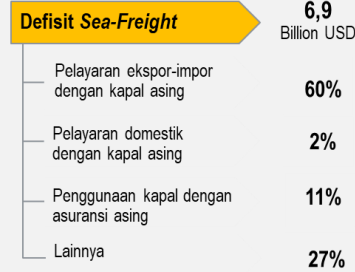 Defisit Sea-Freight
6,9
Billion USD
Pelayaran ekspor-impor
dengan kapal asing
60%
Pelayaran domestik
dengan kapal asing
2%
Penggunaan kapal dengan
asuransi asing
11%
Lainnya
27%